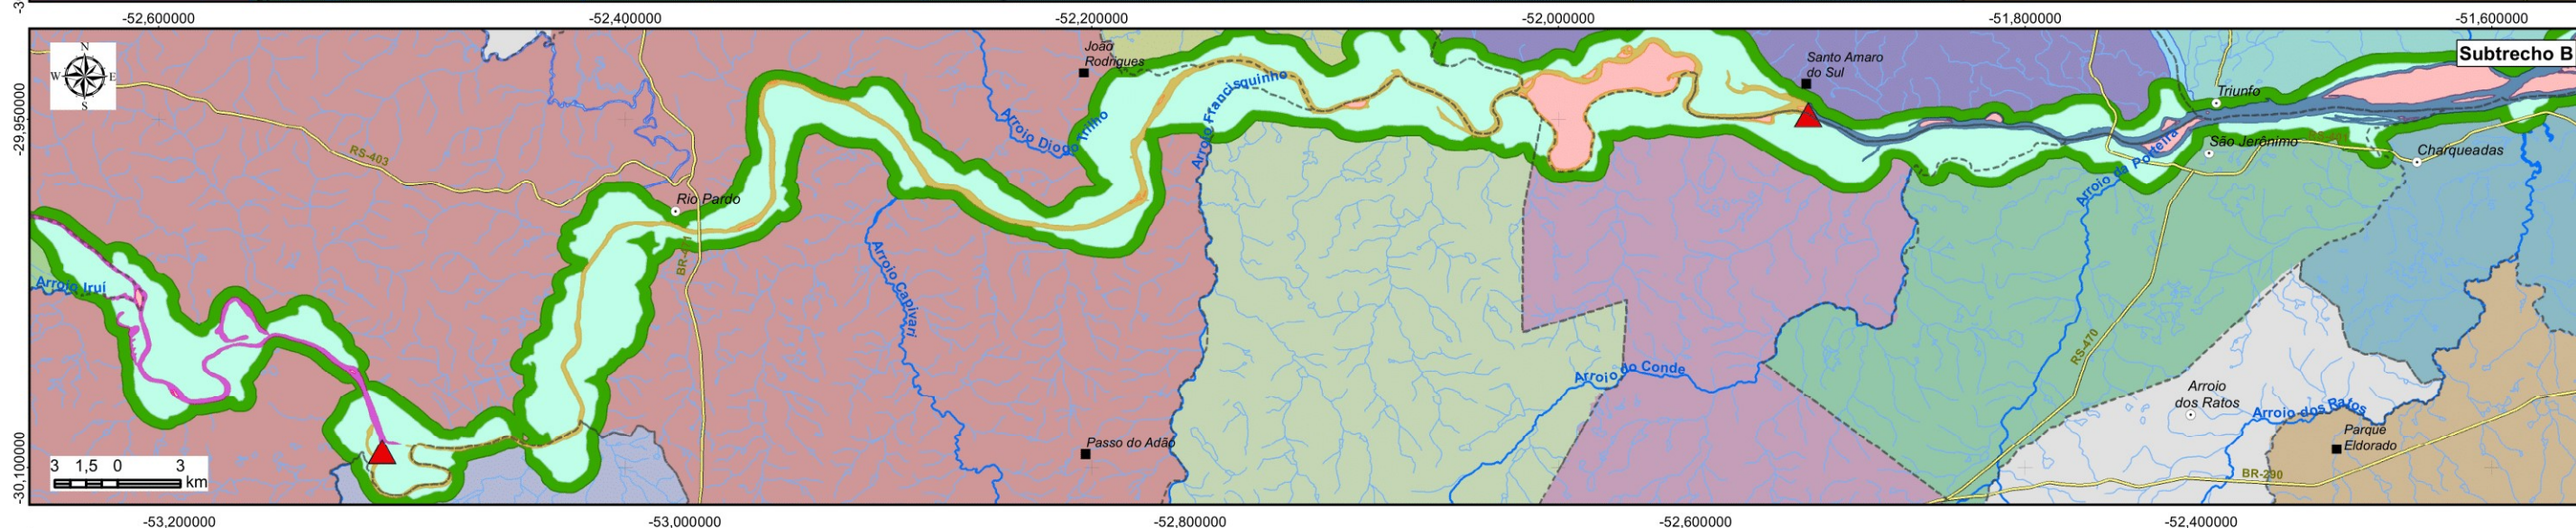 -52,600000 -52,400000 -52,200000 -52,000000 -51,800000 -51,600000
N
W E
S
João
Rodrigues
Santo Amaro
do Sul
Subtrecho B
Triunfo
-29,950000
RS-403
Arroio Diogo Trilho
Arroio Francisquinho
Arroio da Porteira
São Jerônimo
Charqueadas
Rio Pardo
BR-471
Arroio Capivari
Arroio Iruí
Arroio do Conde
RS-470
Arroio
dos Ratos
Arroio dos Ratos
Parque
Eldorado
Passo do Adão
BR-290
-30,100000
3 1,5 0 3
km
-53,200000 -53,000000 -52,800000 -52,600000 -52,400000